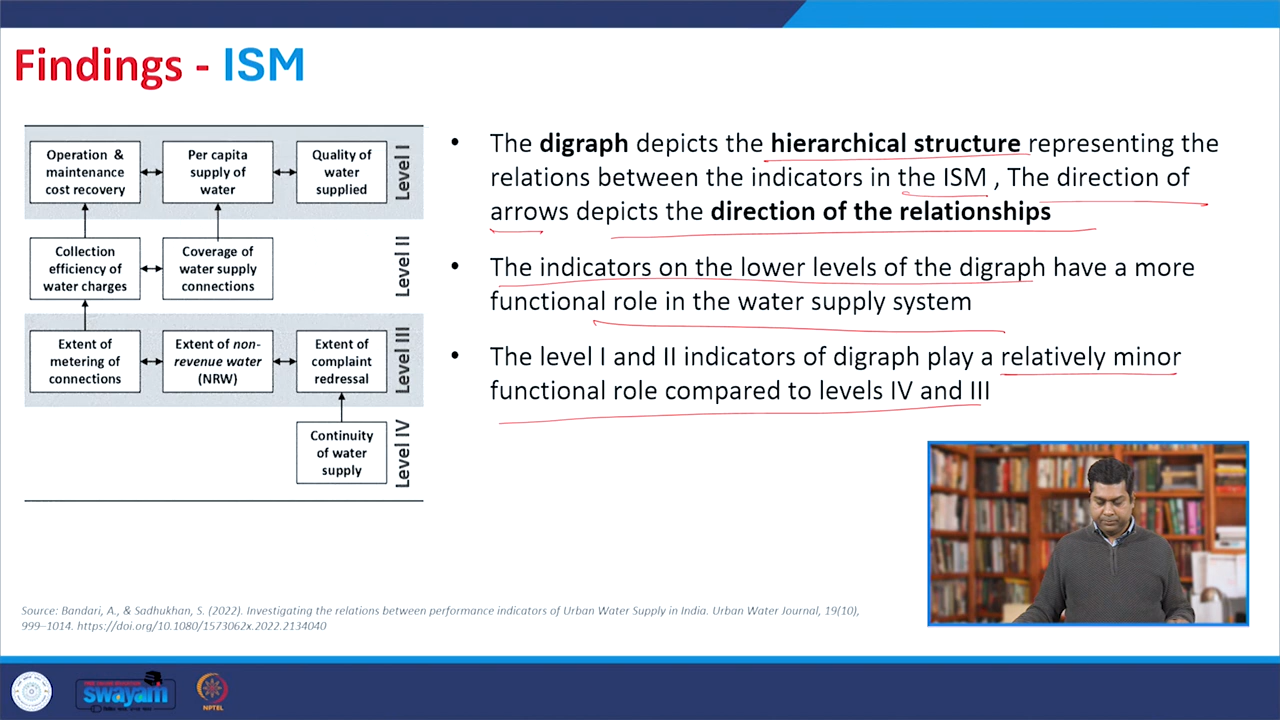 Findings - ISM
Operation &
maintenance
cost recovery
Per capita
supply of
water
Quality of
water
supplied
Level I
Collection
efficiency of
water charges
Coverage of
water supply
connections
Level II
Extent of
metering of
connections
Extent of non-
revenue water
(NRW)
Extent of
complaint
redressal
Level III
Continuity
of water
supply
Level IV
• The digraph depicts the hierarchical structure representing the
relations between the indicators in the ISM , The direction of
arrows depicts the direction of the relationships
• The indicators on the lower levels of the digraph have a more
functional role in the water supply system
• The level I and II indicators of digraph play a relatively minor
functional role compared to levels IV and III
Source: Bandari, A., & Sadhukhan, S. (2022). Investigating the relations between performance indicators of Urban Water Supply in India. Urban Water Journal, 19(10),
999–1014. https://doi.org/10.1080/1573062x.2022.2134040
swayam
NPTEL